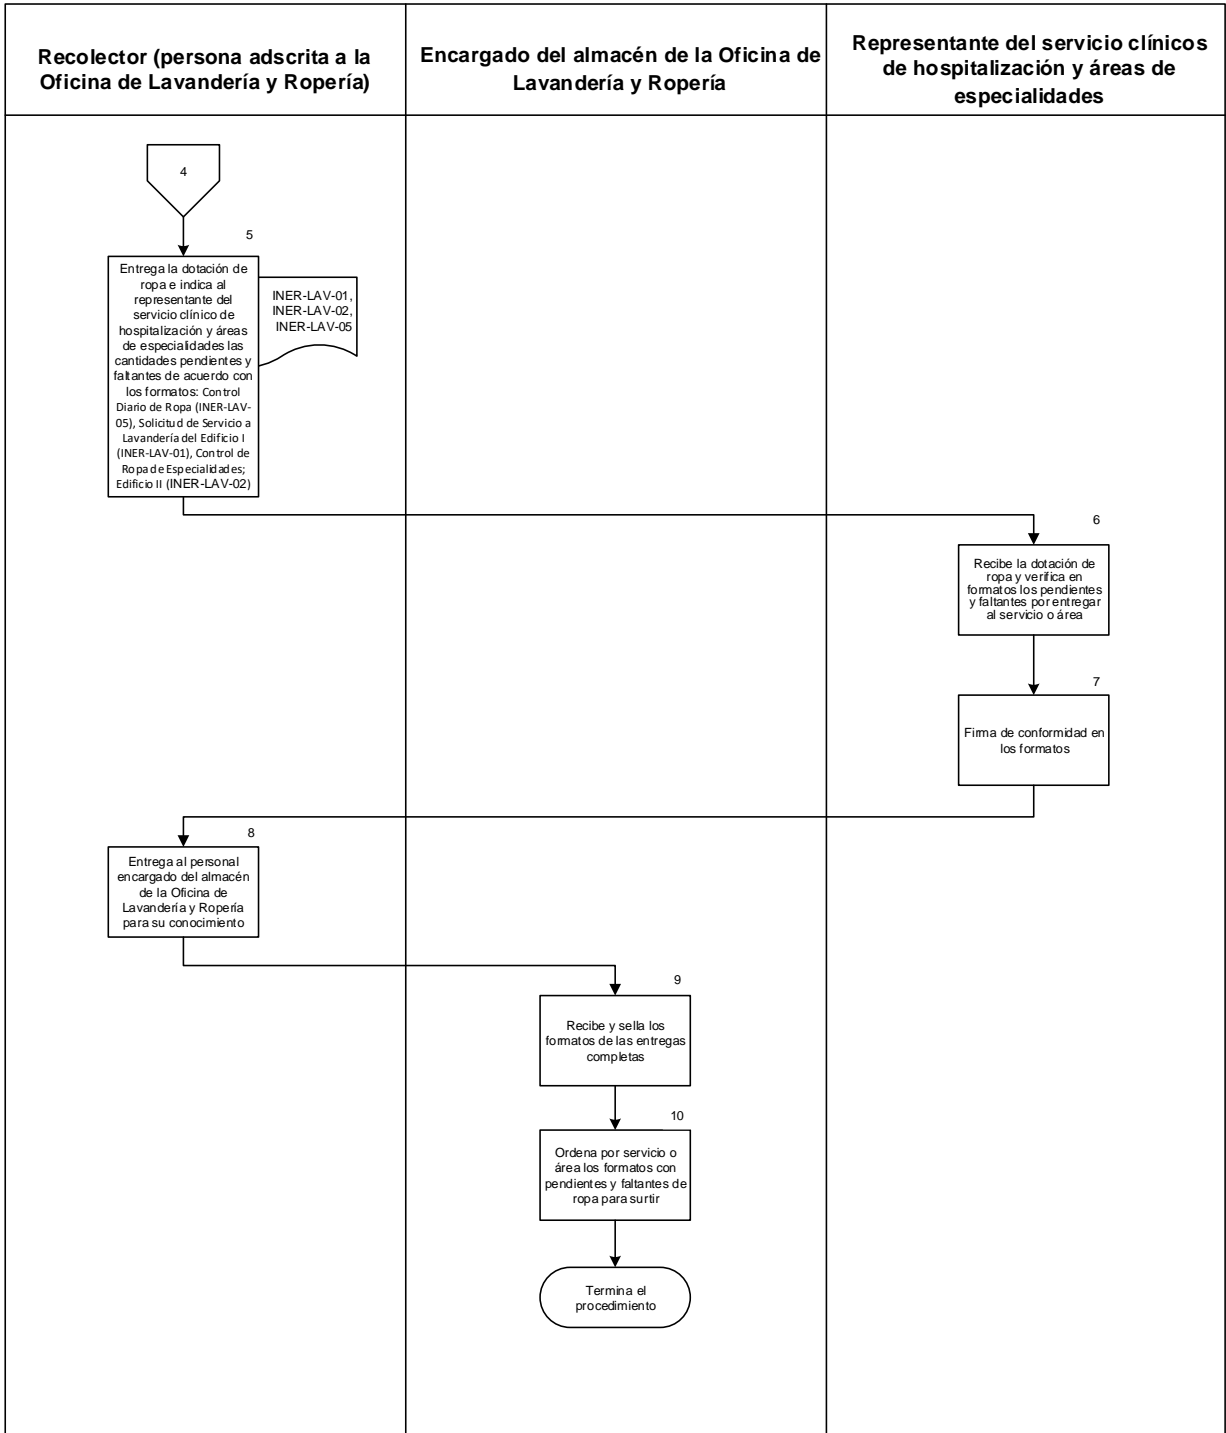 Recolector (persona adscrita a la
Oficina de Lavandería y Ropería)
Encargado del almacén de la Oficina de
Lavandería y Ropería
Representante del servicio clínicos
de hospitalización y áreas de
especialidades
4
5
Entrega la dotación de
ropa e indica al
representante del
servicio clínico de
hospitalización y áreas
de especialidades las
cantidades pendientes y
faltantes de acuerdo con
los formatos: Control
Diario de Ropa (INER-LAV-
05), Solicitud de Servicio a
Lavandería del Edificio I
(INER-LAV-01), Control de
Ropa de Especialidades;
Edificio II (INER-LAV-02)
INER-LAV-01,
INER-LAV-02,
INER-LAV-05
6
Recibe la dotación de
ropa y verifica en
formatos los pendientes
y faltantes por entregar
al servicio o área
7
Firma de conformidad en
los formatos
8
Entrega al personal
encargado del almacén
de la Oficina de
Lavandería y Ropería
para su conocimiento
9
Recibe y sella los
formatos de las entregas
completas
10
Ordena por servicio o
área los formatos con
pendientes y faltantes de
ropa para surtir
Termina el
procedimiento